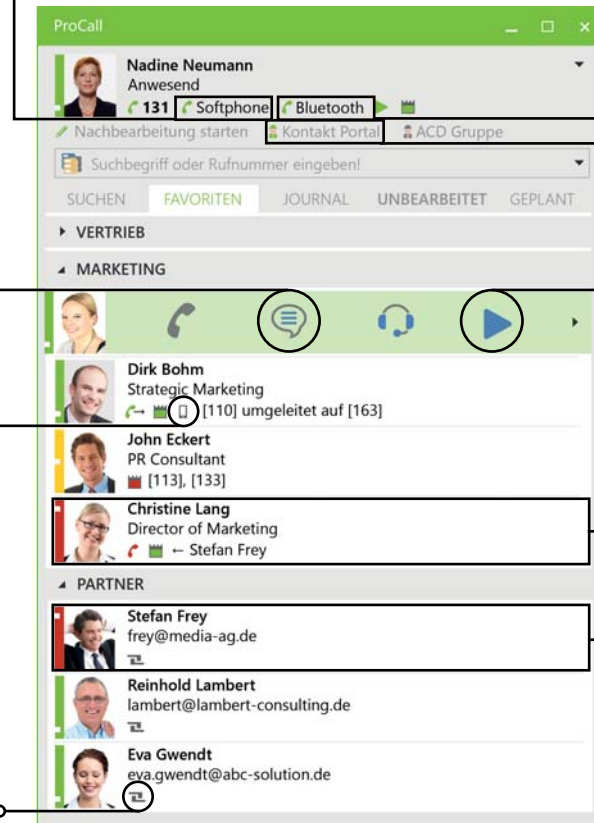 ProCall
Nadine Neumann
Anwesend
131 Softphone Bluetooth
Nachbearbeitung starten Kontakt Portal ACD Gruppe
Suchbegriff oder Rufnummer eingeben!
SUCHEN FAVORITEN JOURNAL UNBEARBEITET GEPLANT
VERTRIEB
MARKETING
Dirk Bohm
Strategic Marketing
[110] umgeleitet auf [163]
John Eckert
PR Consultant
[113], [133]
Christine Lang
Director of Marketing
← Stefan Frey
PARTNER
Stefan Frey
frey@media-ag.de
Reinhold Lambert
lambert@lambert-consulting.de
Eva Gwendt
eva.gwendt@abc-solution.de